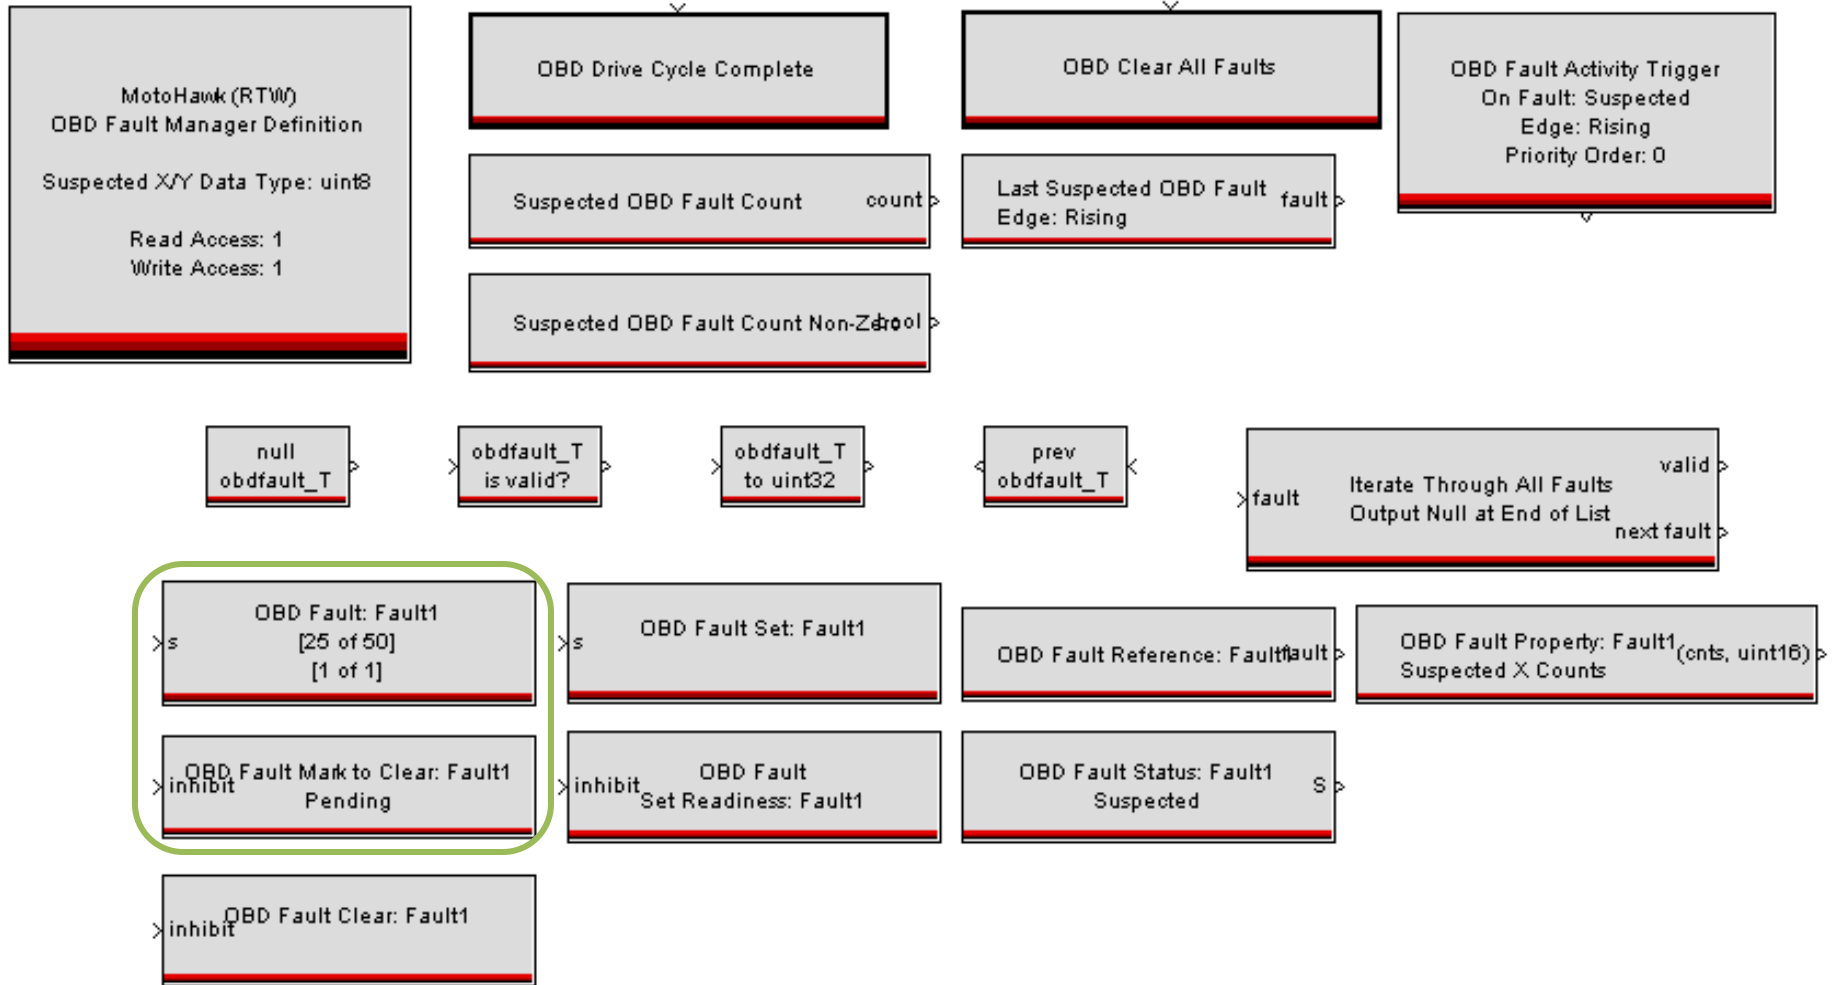 MotoHawk (RTW)
OBD Fault Manager Definition
Suspected X/Y Data Type: uint8
Read Access: 1
Write Access: 1
OBD Drive Cycle Complete
OBD Clear All Faults
OBD Fault Activity Trigger
On Fault: Suspected
Edge: Rising
Priority Order: 0
Suspected OBD Fault Count
count
Last Suspected OBD Fault
Edge: Rising
fault
Suspected OBD Fault Count Non-Zero
bool
null
obdfault_T
obdfault_T
is valid?
obdfault_T
to uint32
prev
obdfault_T
fault
Iterate Through All Faults
Output Null at End of List
valid
next fault
s
OBD Fault: Fault1
[25 of 50]
[1 of 1]
s
OBD Fault Set: Fault1
OBD Fault Reference: Fault1
fault
OBD Fault Property: Fault1
Suspected X Counts
(cnts, uint16)
inhibit
OBD Fault Mark to Clear: Fault1
Pending
inhibit
OBD Fault
Set Readiness: Fault1
OBD Fault Status: Fault1
Suspected
S
inhibit
OBD Fault Clear: Fault1